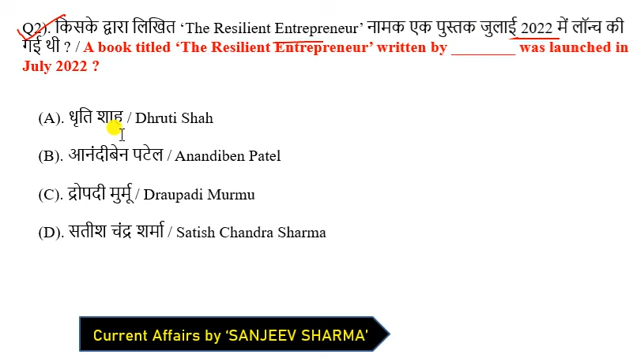 Q2). किसके द्वारा लिखित ‘The Resilient Entrepreneur’ नामक एक पुस्तक जुलाई 2022 में लॉन्च की
गई थी ? / A book titled ‘The Resilient Entrepreneur’ written by ________ was launched in
July 2022 ?
(A). धृति शाह / Dhruti Shah
(B). आनंदीबेन पटेल / Anandiben Patel
(C). द्रोपदी मुर्मू / Draupadi Murmu
(D). सतीश चंद्र शर्मा / Satish Chandra Sharma
Current Affairs by ‘SANJEEV SHARMA’